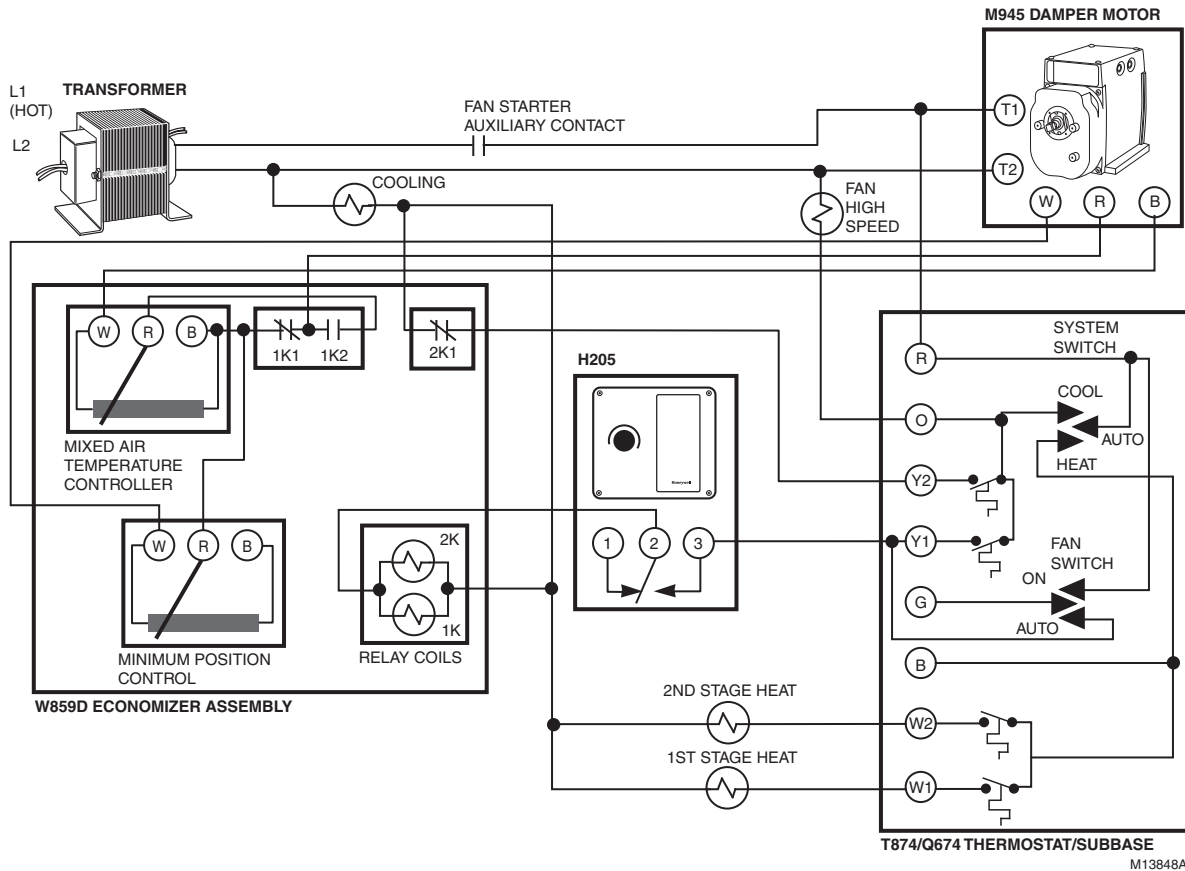 M945 DAMPER MOTOR
L1
(HOT)
TRANSFORMER
L2
FAN STARTER
AUXILIARY CONTACT
T1
T2
COOLING
FAN
HIGH
SPEED
W
R
B
W
R
B
1K1
1K2
2K1
MIXED AIR
TEMPERATURE
CONTROLLER
H205
Honeywell
SYSTEM
SWITCH
R
COOL
O
AUTO
HEAT
Y2
W
R
B
2K
1K
RELAY COILS
1
2
3
Y1
FAN
SWITCH
ON
G
AUTO
B
MINIMUM POSITION
CONTROL
W859D ECONOMIZER ASSEMBLY
2ND STAGE HEAT
W2
1ST STAGE HEAT
W1
T874/Q674 THERMOSTAT/SUBBASE
M13848A